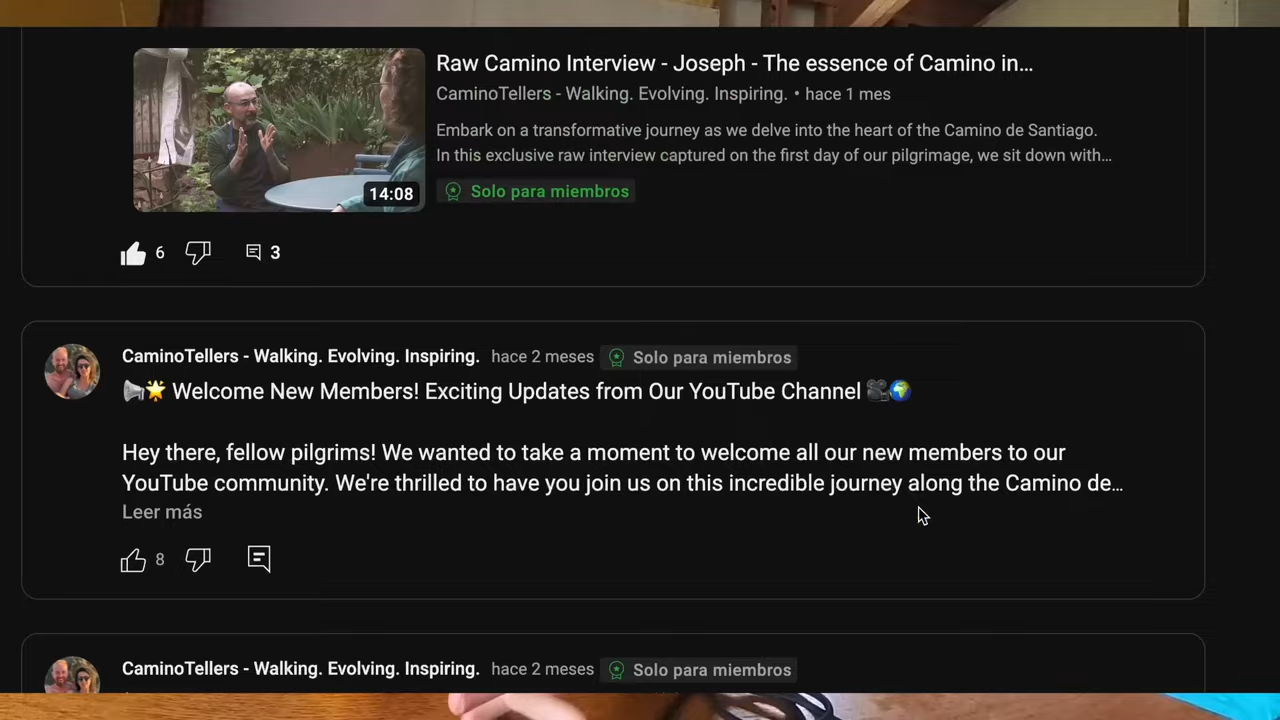 Raw Camino Interview - Joseph - The essence of Camino in...
CaminoTellers - Walking. Evolving. Inspiring. • hace 1 mes
Embark on a transformative journey as we delve into the heart of the Camino de Santiago.
In this exclusive raw interview captured on the first day of our pilgrimage, we sit down with...
14:08
Solo para miembros
6
3
CaminoTellers - Walking. Evolving. Inspiring. hace 2 meses Solo para miembros
📢🌟 Welcome New Members! Exciting Updates from Our YouTube Channel 🎥🌍
Hey there, fellow pilgrims! We wanted to take a moment to welcome all our new members to our
YouTube community. We're thrilled to have you join us on this incredible journey along the Camino de...
Leer más
8
CaminoTellers - Walking. Evolving. Inspiring. hace 2 meses Solo para miembros